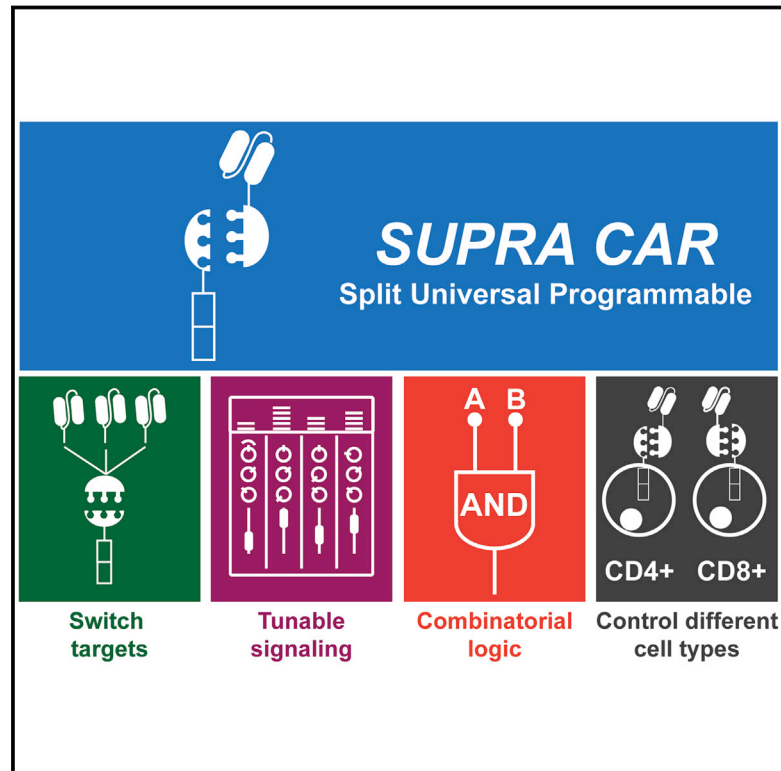 SUPRA CAR
Split Universal Programmable
A B
AND
CD4+ CD8+
Switch
targets
Tunable
signaling
Combinatorial
logic
Control different
cell types